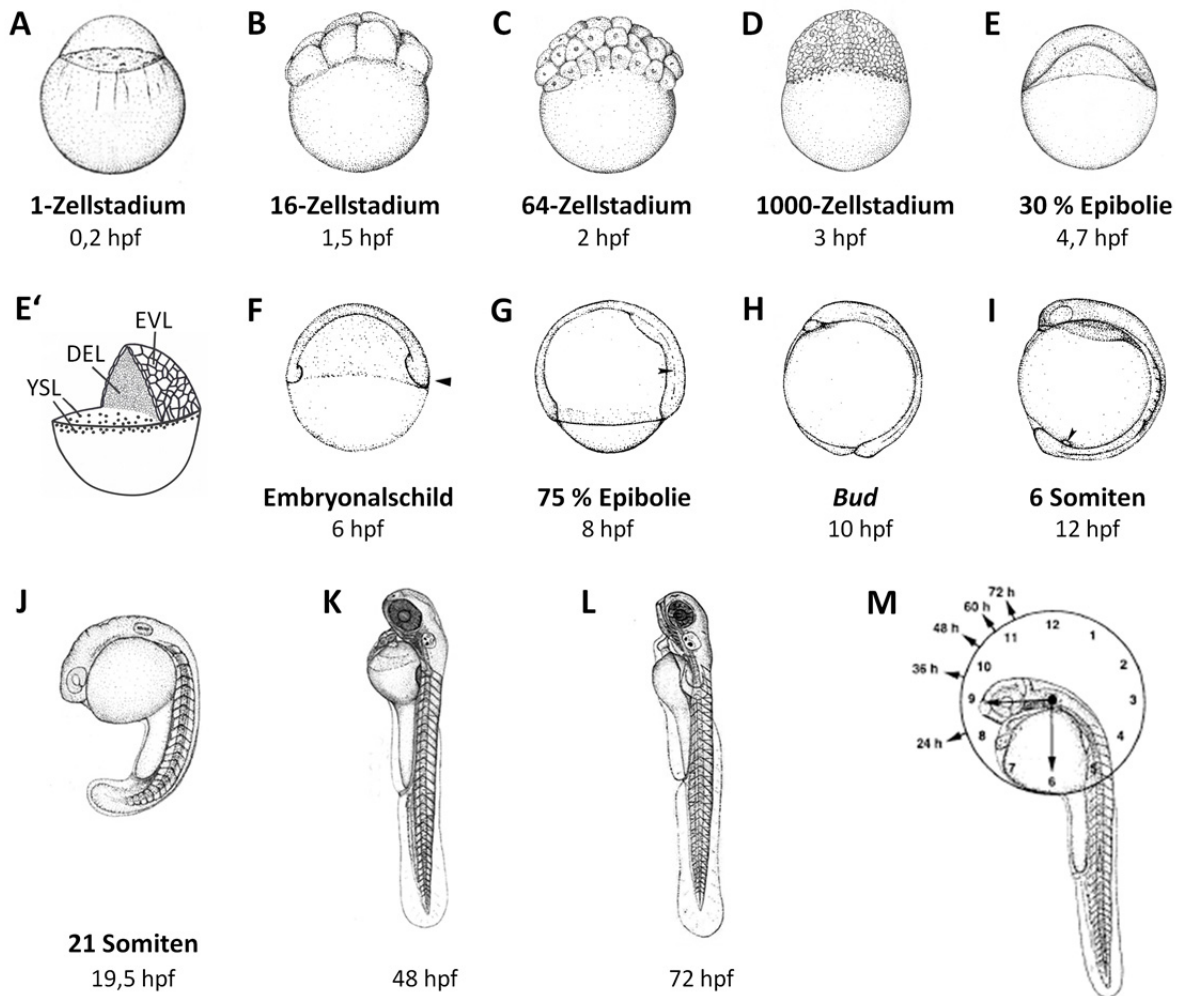 A
B
C
D
E
1-Zellstadium
0,2 hpf
16-Zellstadium
1,5 hpf
64-Zellstadium
2 hpf
1000-Zellstadium
3 hpf
30 % Epibolie
4,7 hpf
E‘
EVL
DEL
YSL
F
G
H
I
Embryonalschild
6 hpf
75 % Epibolie
8 hpf
Bud
10 hpf
6 Somiten
12 hpf
J
K
L
M
21 Somiten
19,5 hpf
48 hpf
72 hpf
72 h
60 h
48 h
36 h
24 h
12
1
2
3
4
5
6
7
8
9
10
11